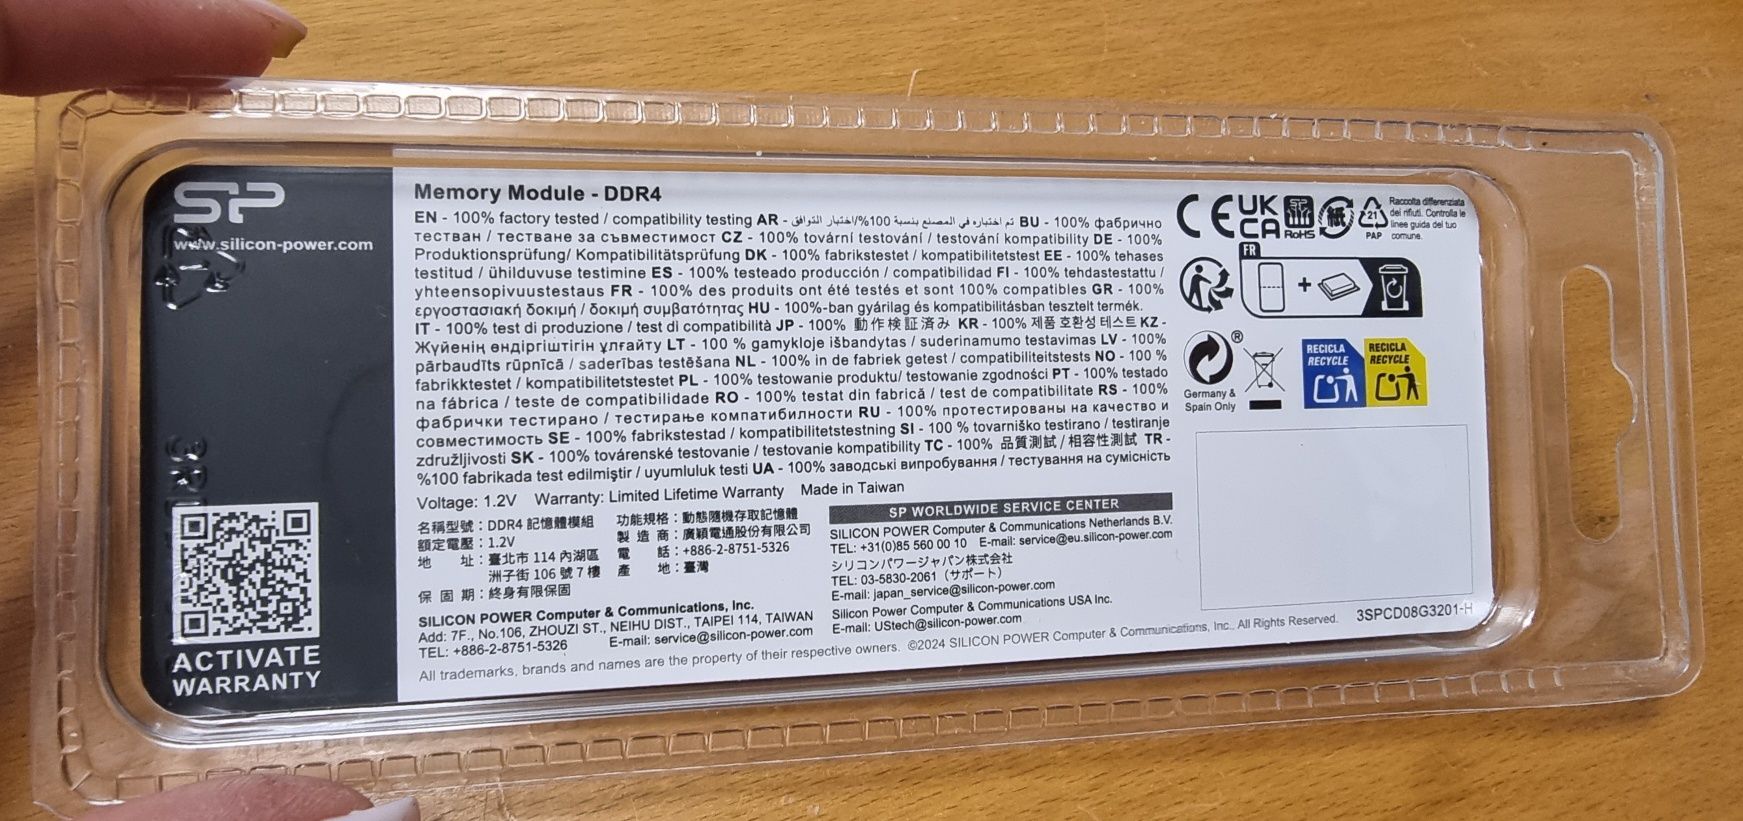 SP
www.silicon-power.com
ACTIVATE
WARRANTY
Memory Module - DDR4
EN - 100% factory tested / compatibility testing AR - تم اختباره في المصنع بنسبة 100%/اختبار التوافق BU - 100% фабрично
тестван / тестване за съвместимост CZ - 100% tovární testování / testování kompatibility DE - 100%
Produktionsprüfung/ Kompatibilitätsprüfung DK - 100% fabrikstestet / kompatibilitetstest EE - 100% tehases
testitud / ühilduvuse testimine ES - 100% testeado producción / compatibilidad FI - 100% tehdastestattu /
yhteensopivuustestaus FR - 100% des produits ont été testés et sont 100% compatibles GR - 100%
εργοστασιακή δοκιμή / δοκιμή συμβατότητας HU - 100%-ban gyárilag és kompatibilitásban tesztelt termék.
IT - 100% test di produzione / test di compatibilità JP - 100% 動作検証済み KR - 100% 제품 호환성 테스트 KZ -
Жүйенің өндіргіштігін ұлғайту LT - 100 % gamykloje išbandytas / suderinamumo testavimas LV - 100%
pārbaudīts rūpnīcā / saderības testēšana NL - 100% in de fabriek getest / compatibiliteitstests NO - 100 %
fabrikktestet / kompatibilitetstestet PL - 100% testowanie produktu/ testowanie zgodności PT - 100% testado
na fábrica / teste de compatibilidade RO - 100% testat din fabrică / test de compatibilitate RS - 100%
фабрички тестирано / тестирање компатибилности RU - 100% протестированы на качество и
совместимость SE - 100% fabrikstestad / kompatibilitetstestning SI - 100 % tovarniško testirano / testiranje
združljivosti SK - 100% továrenské testovanie / testovanie kompatibility TC - 100% 品質測試/相容性測試 TR -
%100 fabrikada test edilmiştir / uyumluluk testi UA - 100% заводські випробування / тестування на сумісність
Voltage: 1.2V Warranty: Limited Lifetime Warranty Made in Taiwan
名稱型號：DDR4 記憶體模組
額定電壓：1.2V
地 址：臺北市 114 內湖區
洲子街 106 號 7 樓
保 固 期：終身有限保固
功能規格：動態隨機存取記憶體
製 造 商：廣穎電通股份有限公司
電 話：+886-2-8751-5326
產 地：臺灣
SILICON POWER Computer & Communications, Inc.
Add: 7F., No.106, ZHOUZI ST., NEIHU DIST., TAIPEI 114, TAIWAN
TEL: +886-2-8751-5326 E-mail: service@silicon-power.com
SP WORLDWIDE SERVICE CENTER
SILICON POWER Computer & Communications Netherlands B.V.
TEL: +31(0)85 560 00 10 E-mail: service@eu.silicon-power.com
シリコンパワージャパン株式会社
TEL: 03-5830-2061（サポート）
E-mail: japan_service@silicon-power.com
Silicon Power Computer & Communications USA Inc.
E-mail: UStech@silicon-power.com
All trademarks, brands and names are the property of their respective owners. ©2024 SILICON POWER Computer & Communications, Inc., All Rights Reserved.
3SPCD08G3201-H
CE
UK
CA
SP
RoHS
紙
21
PAP
Raccolta differenziata
dei rifiuti. Controlla le
linee guida del tuo
comune.
FR
+
®
Germany &
Spain Only
RECICLA
RECYCLE
RECICLA
RECYCLE